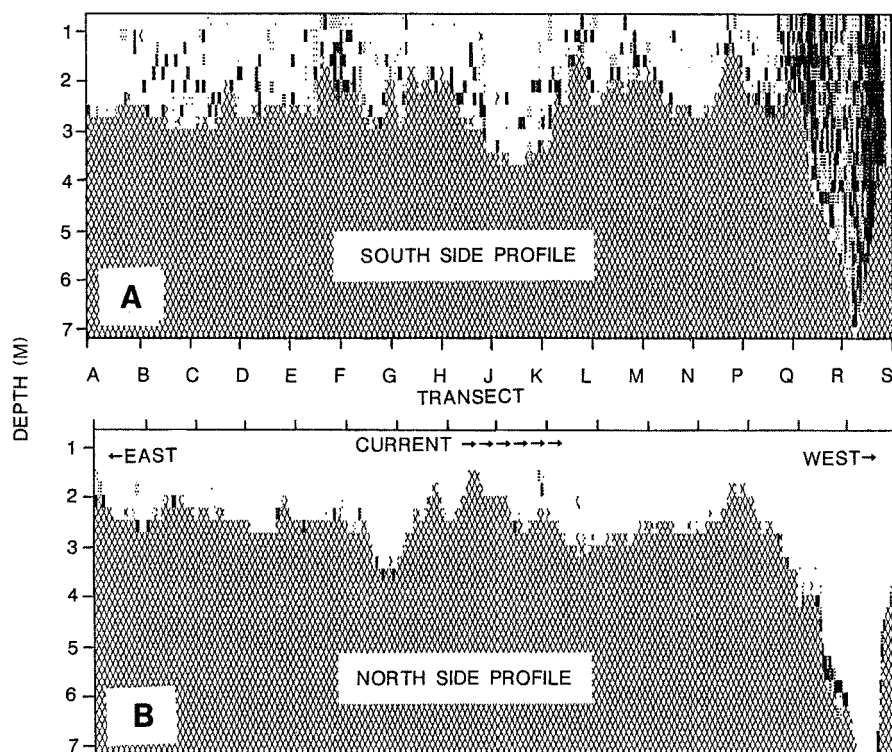 1
2
3
4
5
6
7
SOUTH SIDE PROFILE
A
A B C D E F G H J K L M N P Q R S
TRANSECT
DEPTH (M)
1
2
3
4
5
6
7
←EAST
CURRENT →→→→→→
WEST→
NORTH SIDE PROFILE
B